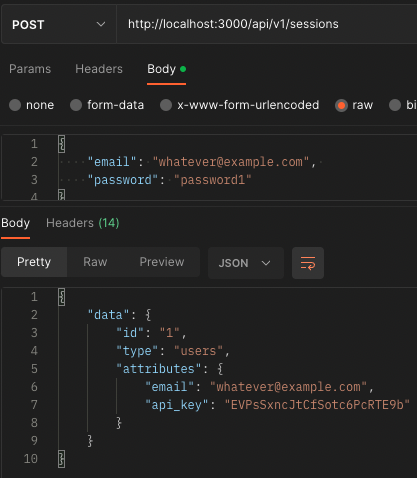 POST http://localhost:3000/api/v1/sessions
Params Headers Body
none form-data x-www-form-urlencoded raw bi
1 {
2 "email": "whatever@example.com",
3 "password": "password1"
4 }
Body Headers (14)
Pretty Raw Preview JSON
1 {
2 "data": {
3 "id": "1",
4 "type": "users",
5 "attributes": {
6 "email": "whatever@example.com",
7 "api_key": "EVPsSxncJtCfSotc6PcRTE9b"
8 }
9 }
10 }